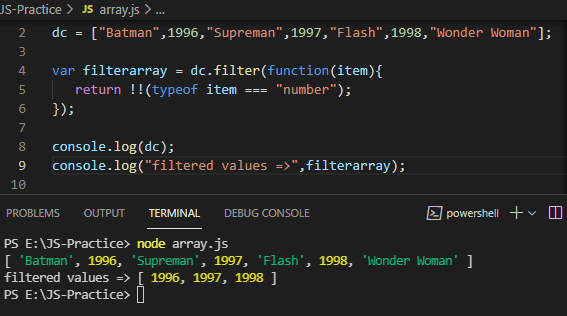 JS-Practice > JS array.js > ...
2 dc = ["Batman",1996,"Supreman",1997,"Flash",1998,"Wonder Woman"];
3
4 var filterarray = dc.filter(function(item){
5 return !!(typeof item === "number");
6 });
7
8 console.log(dc);
9 console.log("filtered values =>",filterarray);
10
PROBLEMS OUTPUT TERMINAL DEBUG CONSOLE powershell
PS E:\JS-Practice> node array.js
[ 'Batman', 1996, 'Supreman', 1997, 'Flash', 1998, 'Wonder Woman' ]
filtered values => [ 1996, 1997, 1998 ]
PS E:\JS-Practice>